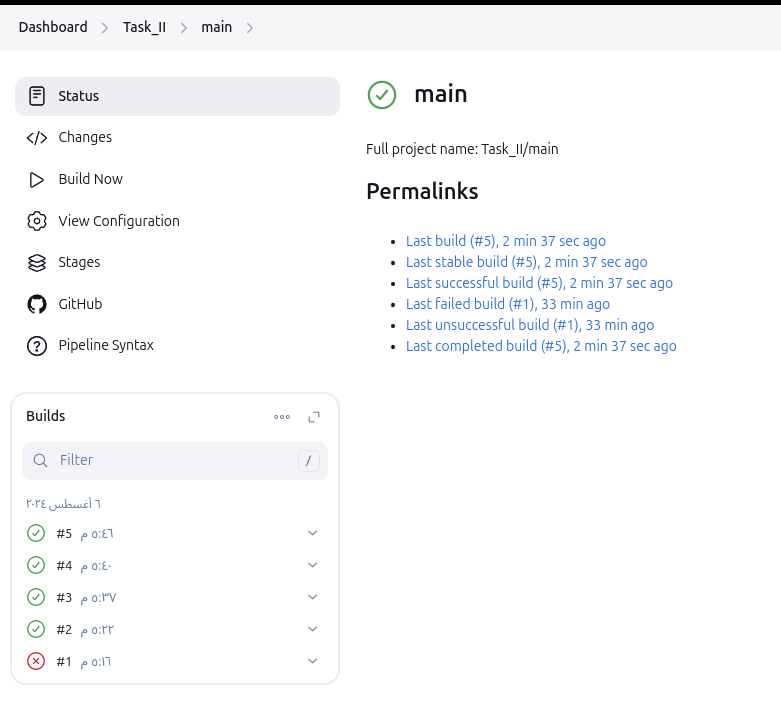 Dashboard > Task_II > main >
Status
Changes
Build Now
View Configuration
Stages
GitHub
Pipeline Syntax
main
Full project name: Task_II/main
Permalinks
• Last build (#5), 2 min 37 sec ago
• Last stable build (#5), 2 min 37 sec ago
• Last successful build (#5), 2 min 37 sec ago
• Last failed build (#1), 33 min ago
• Last unsuccessful build (#1), 33 min ago
• Last completed build (#5), 2 min 37 sec ago
Builds
Filter /
٦ أغسطس ٢٠٢٤
#5 ٥:٤٦ م
#4 ٥:٤٠ م
#3 ٥:٣٧ م
#2 ٥:٢٢ م
#1 ٥:١٦ م